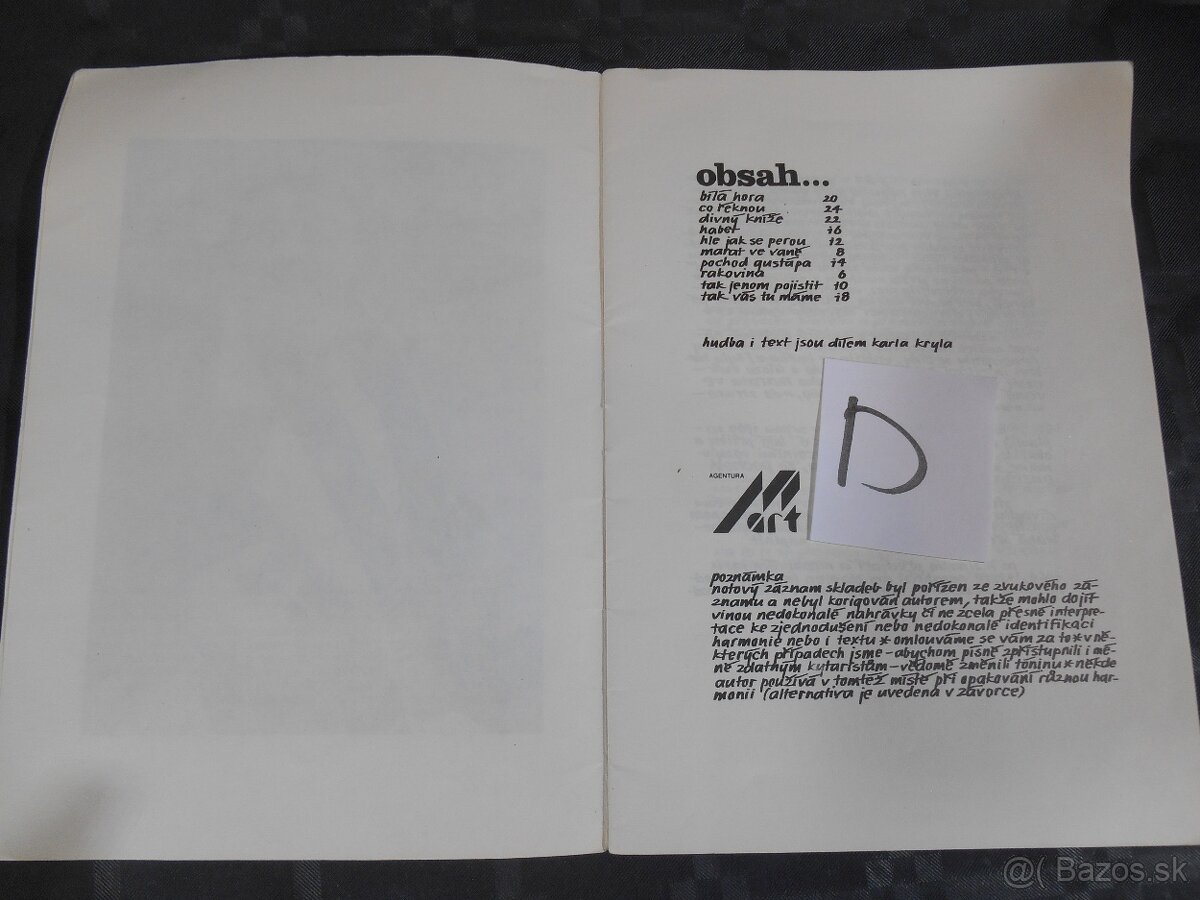 obsah...
bílá hora 20
co řeknou 24
divný kníže 22
habet 16
hle jak se perou 12
marat ve vaně 8
pochod gustapa 14
rakovina 6
tak jenom pojistit 10
tak vás tu máme 18
hudba i text jsou dílem karla kryla
D
AGENTURA
M art
poznámka
notový záznam skladeb byl pořízen ze zvukového zá-
znamu a nebyl korigován autorem, takže mohlo dojít
vinou nedokonalé nahrávky či ne zcela přesné interpre-
tace ke zjednodušení nebo nedokonalé identifikaci
harmonie nebo i textu * omlouváme se vám za to * v ně-
kterých případech jsme - abychom písně zpřístupnili i mé-
ně zdatným kytaristům - vědomě změnili tóninu * někde
autor používá v tomtéž místě při opakování různou har-
monii (alternativa je uvedena v závorce)
@( Bazos.sk